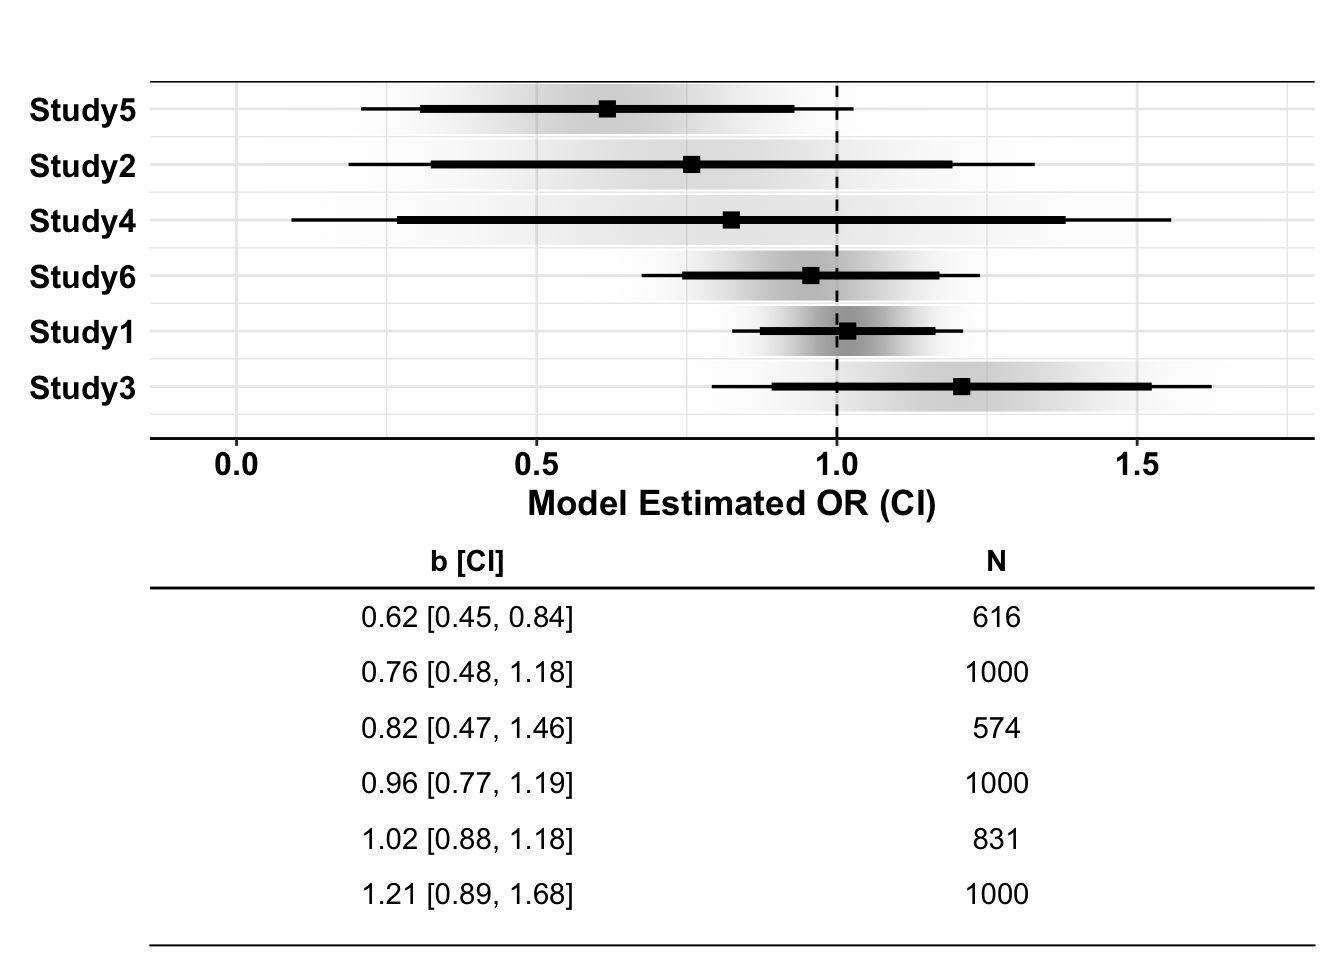 Study5
Study2
Study4
Study6
Study1
Study3
0.0 0.5 1.0 1.5
Model Estimated OR (CI)
b [CI] N
0.62 [0.45, 0.84] 616
0.76 [0.48, 1.18] 1000
0.82 [0.47, 1.46] 574
0.96 [0.77, 1.19] 1000
1.02 [0.88, 1.18] 831
1.21 [0.89, 1.68] 1000